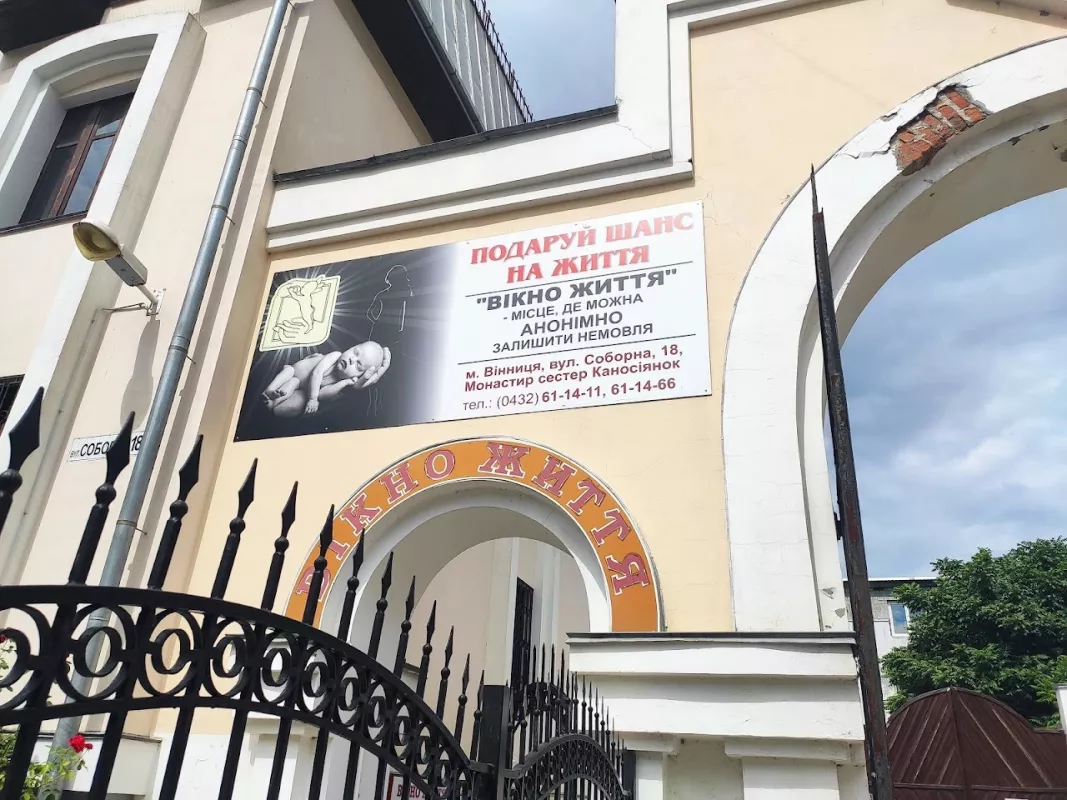 ПОДАРУЙ ШАНС
НА ЖИТТЯ
"ВІКНО ЖИТТЯ"
- МІСЦЕ, ДЕ МОЖНА
АНОНІМНО
ЗАЛИШИТИ НЕМОВЛЯ
м. Вінниця, вул. Соборна, 18,
Монастир сестер Каносіянок
тел.: (0432) 61-14-11, 61-14-66
ВІКНО ЖИТТЯ